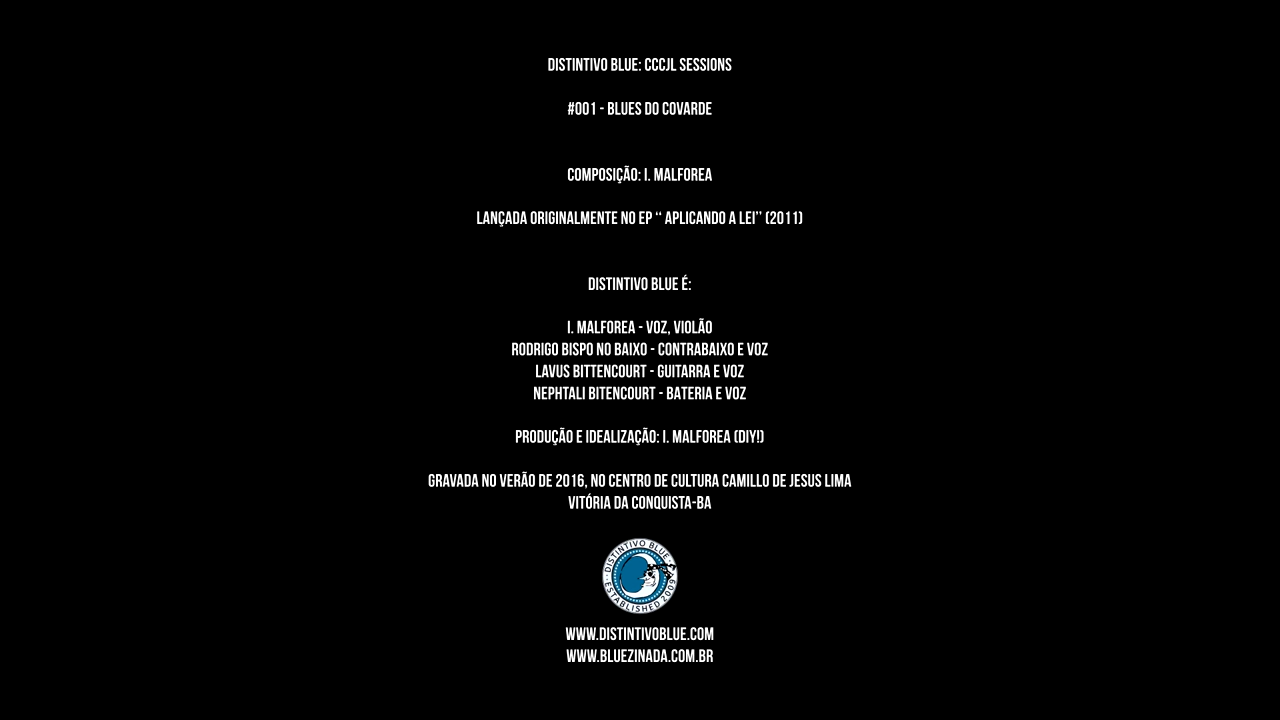 DISTINTIVO BLUE: CCCJL SESSIONS
#001 - BLUES DO COVARDE
COMPOSIÇÃO: I. MALFOREA
LANÇADA ORIGINALMENTE NO EP “ APLICANDO A LEI” (2011)
DISTINTIVO BLUE É:
I. MALFOREA - VOZ, VIOLÃO
RODRIGO BISPO NO BAIXO - CONTRABAIXO E VOZ
LAVUS BITTENCOURT - GUITARRA E VOZ
NEPHTALI BITENCOURT - BATERIA E VOZ
PRODUÇÃO E IDEALIZAÇÃO: I. MALFOREA (DIY!)
GRAVADA NO VERÃO DE 2016, NO CENTRO DE CULTURA CAMILLO DE JESUS LIMA
VITÓRIA DA CONQUISTA-BA
DISTINTIVO BLUE
ESTABLISHED 2009
WWW.DISTINTIVOBLUE.COM
WWW.BLUEZINADA.COM.BR